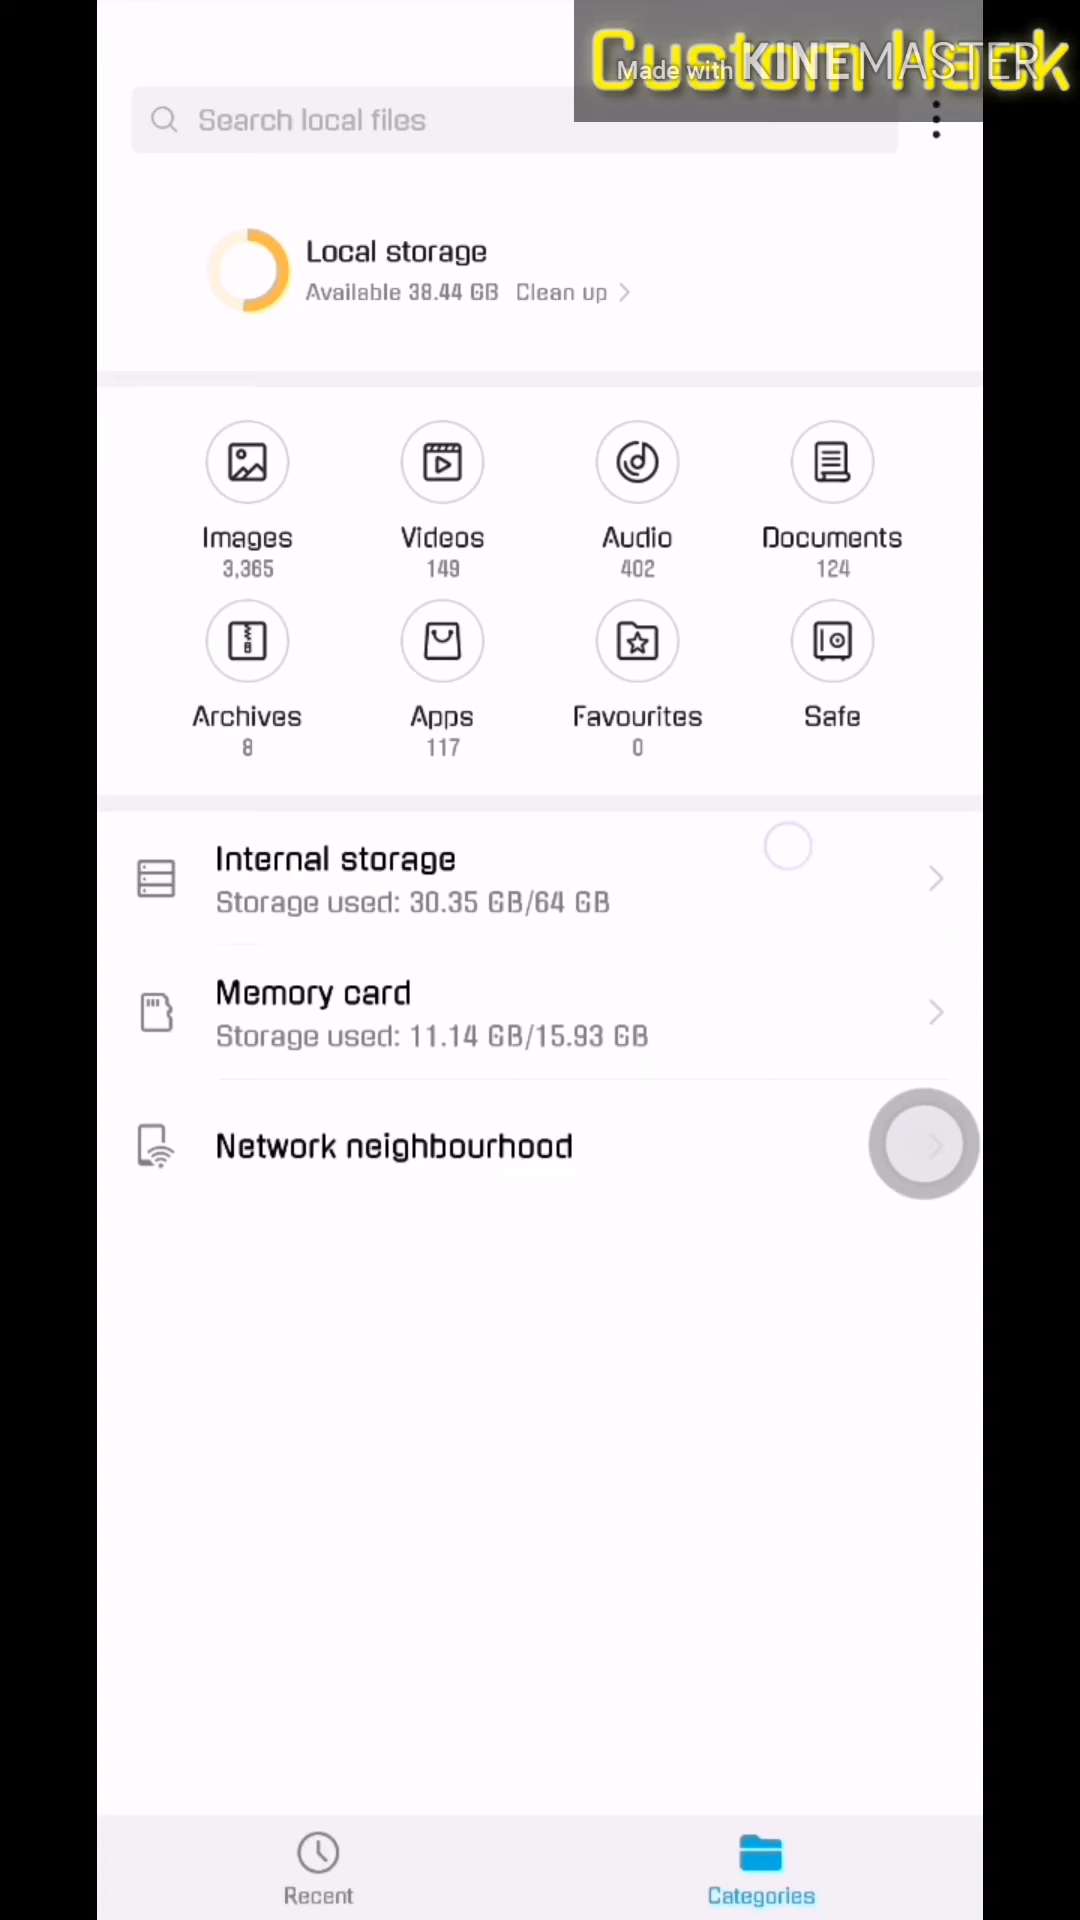 Custom Hack
Made with KINEMASTER
Search local files
Local storage
Available 38.44 GB Clean up
Images
3,365
Videos
149
Audio
402
Documents
124
Archives
8
Apps
117
Favourites
0
Safe
Internal storage
Storage used: 30.35 GB/64 GB
Memory card
Storage used: 11.14 GB/15.93 GB
Network neighbourhood
Recent
Categories